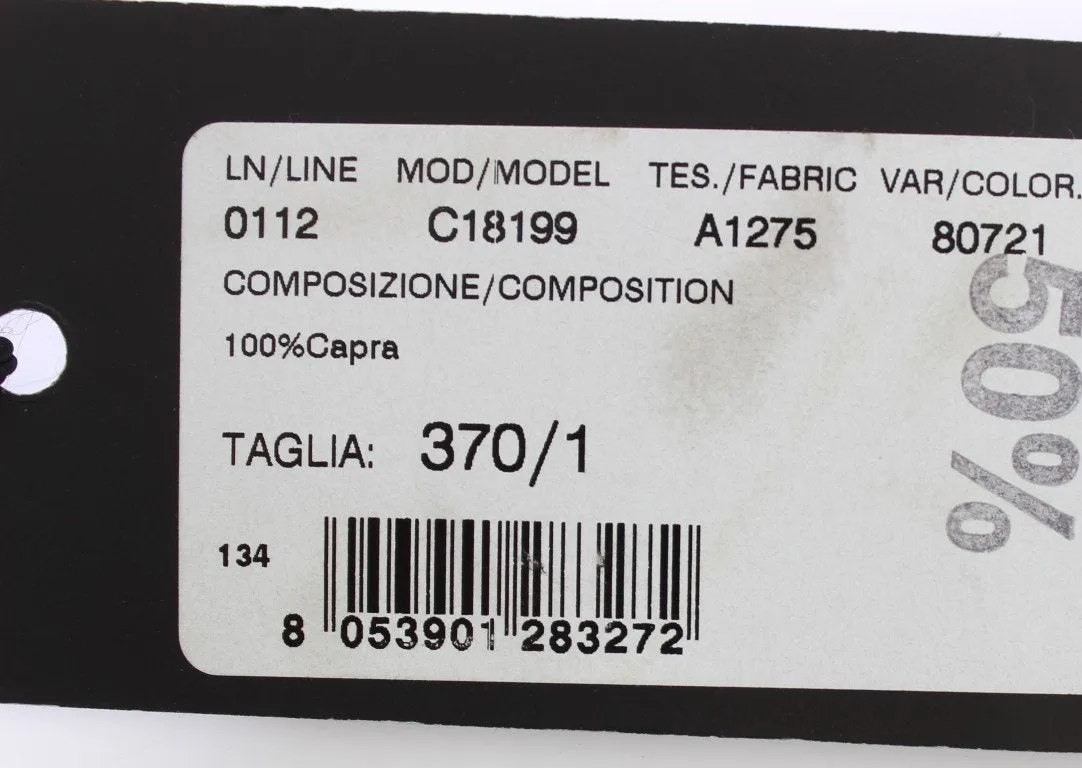 LN/LINE MOD/MODEL TES./FABRIC VAR/COLOR.
0112 C18199 A1275 80721
COMPOSIZIONE/COMPOSITION
100%Capra
TAGLIA: 370/1
134
8 053901 283272
50%